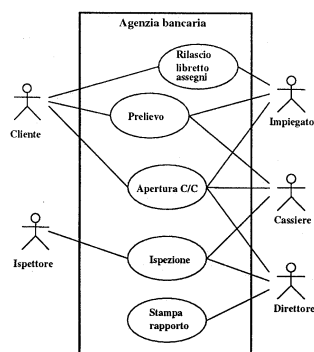 Agenzia bancaria
Rilascio
libretto
assegni
Cliente
Prelievo
Impiegato
Apertura C/C
Cassiere
Ispettore
Ispezione
Stampa
rapporto
Direttore